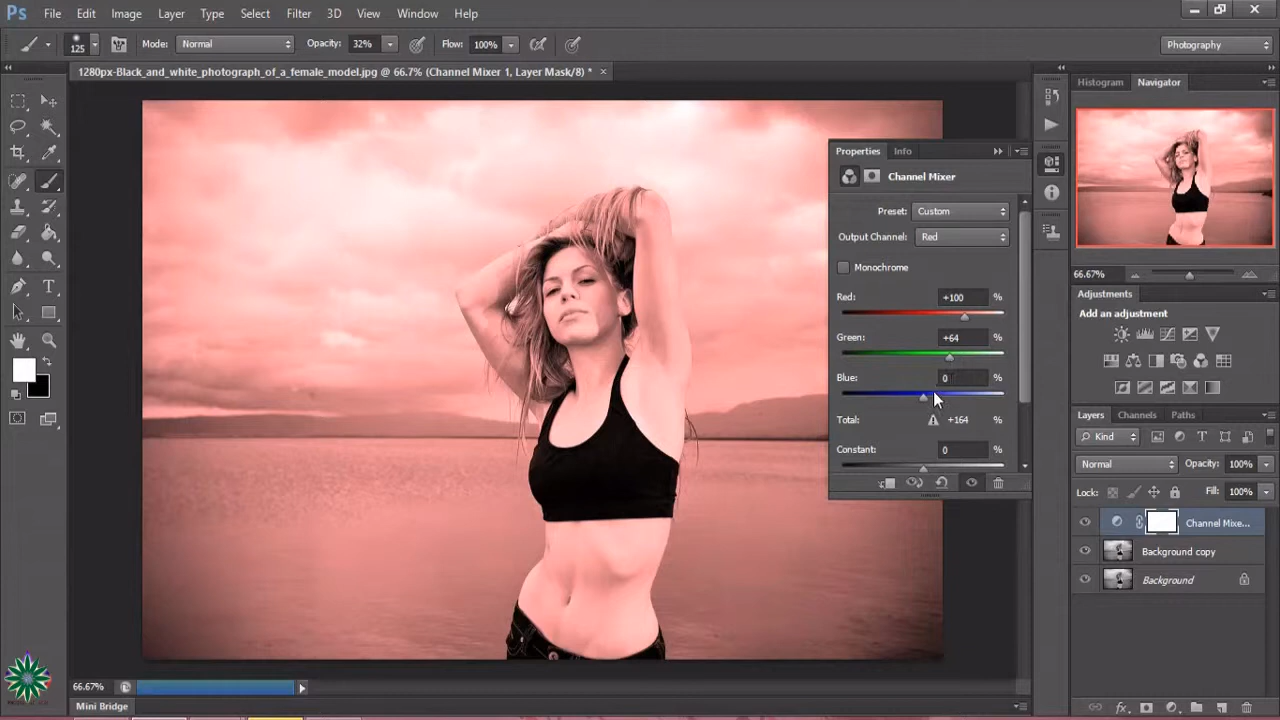 Ps File Edit Image Layer Type Select Filter 3D View Window Help
125 Mode: Normal Opacity: 32% Flow: 100% Photography
1280px-Black_and_white_photograph_of_a_female_model.jpg @ 66.7% (Channel Mixer 1, Layer Mask/8) * ×
Histogram Navigator
Properties Info
Channel Mixer
Preset: Custom
Output Channel: Red
Monochrome
Red: +100 %
Green: +64 %
Blue: 0 %
Total: +164 %
Constant: 0 %
66.67%
Adjustments
Add an adjustment
Layers Channels Paths
Kind
Normal Opacity: 100%
Lock: Fill: 100%
Channel Mixe...
Background copy
Background
66.67%
Mini Bridge